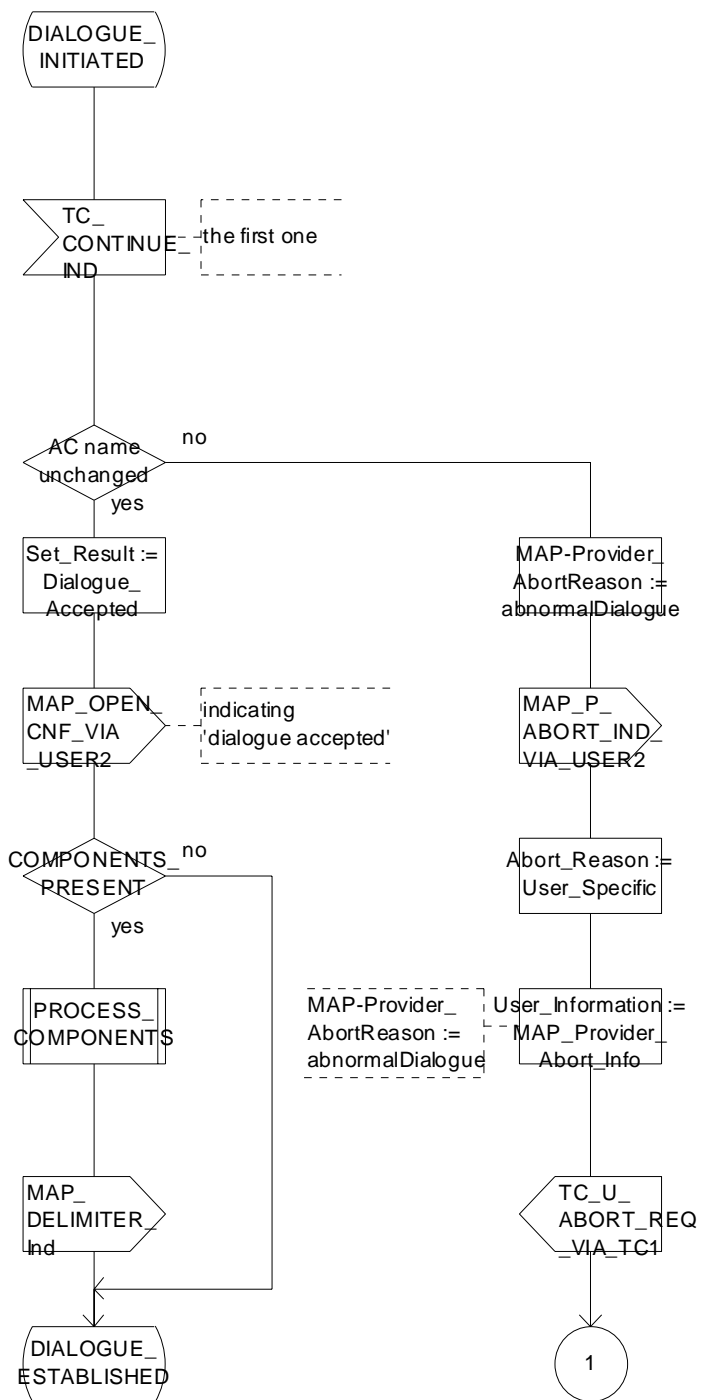 DIALOGUE_
INITIATED
TC_
CONTINUE_
IND
the first one
AC name
unchanged
no
yes
Set_Result :=
Dialogue_
Accepted
MAP-Provider_
AbortReason :=
abnormalDialogue
MAP_OPEN_
CNF_VIA
_USER2
indicating
'dialogue accepted'
MAP_P_
ABORT_IND_
VIA_USER2
COMPONENTS_
PRESENT
no
yes
Abort_Reason :=
User_Specific
PROCESS_
COMPONENTS
MAP-Provider_
AbortReason :=
abnormalDialogue
User_Information :=
MAP_Provider_
Abort_Info
MAP_
DELIMITER_
Ind
TC_U_
ABORT_REQ
_VIA_TC1
DIALOGUE_
ESTABLISHED
1